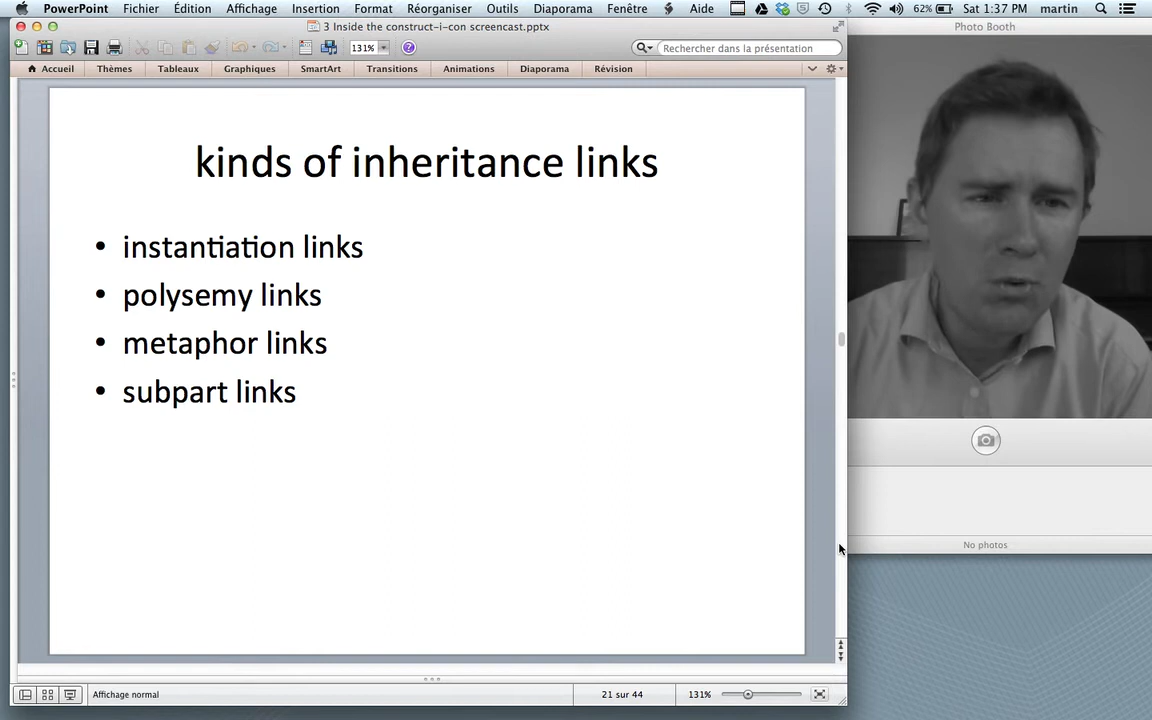 PowerPoint Fichier Édition Affichage Insertion Format Réorganiser Outils Diaporama Fenêtre Aide 62% Sat 1:37 PM martin
3 Inside the construct-i-con screencast.pptx
Photo Booth
131%
Rechercher dans la présentation
Accueil Thèmes Tableaux Graphiques SmartArt Transitions Animations Diaporama Révision
kinds of inheritance links
• instantiation links
• polysemy links
• metaphor links
• subpart links
No photos
Affichage normal 21 sur 44 131%